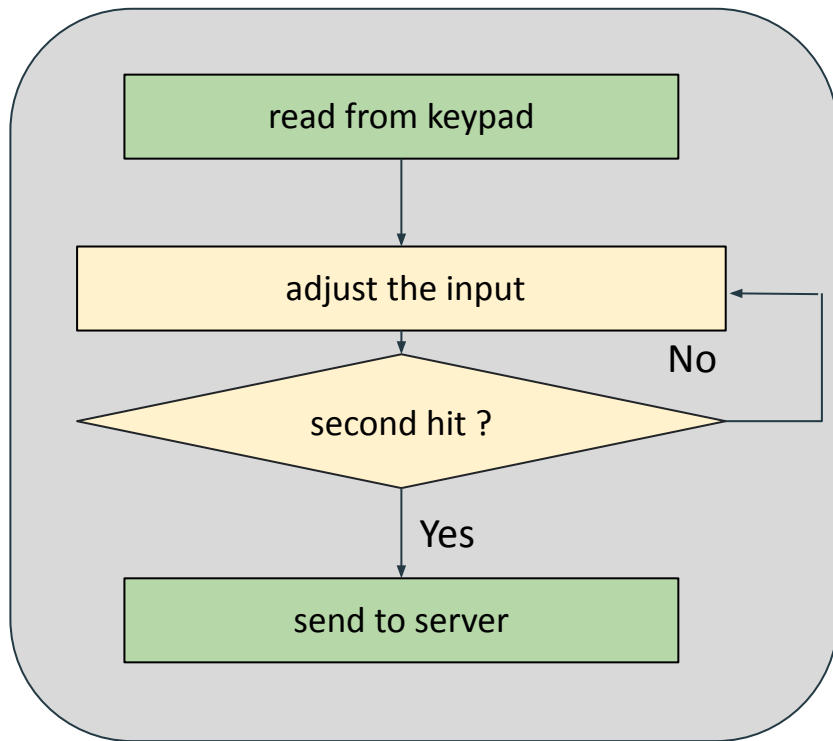 read from keypad
adjust the input
No
second hit ?
Yes
send to server